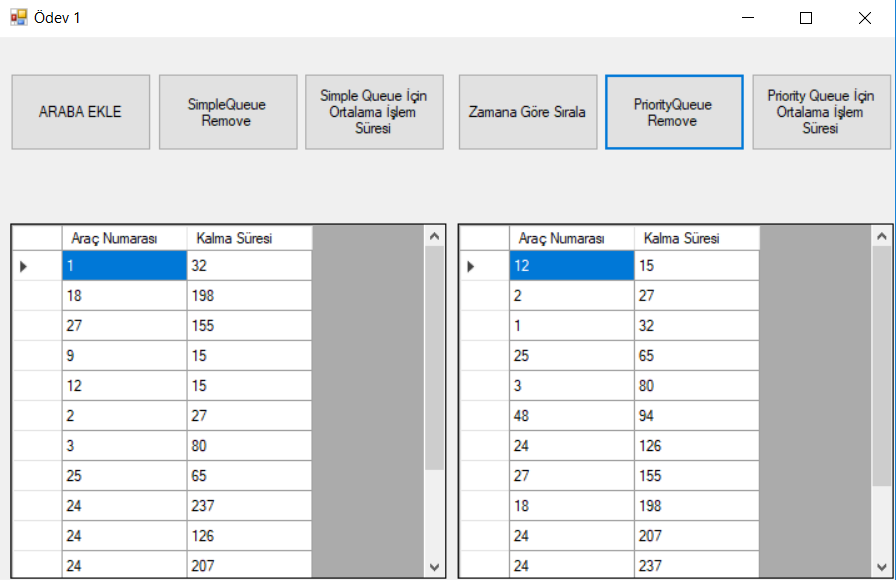 Ödev 1
ARABA EKLE
SimpleQueue
Remove
Simple Queue İçin
Ortalama İşlem
Süresi
Zamana Göre Sırala
PriorityQueue
Remove
Priority Queue İçin
Ortalama İşlem
Süresi
Araç Numarası Kalma Süresi
1 32
18 198
27 155
9 15
12 15
2 27
3 80
25 65
24 237
24 126
24 207
Araç Numarası Kalma Süresi
12 15
2 27
1 32
25 65
3 80
48 94
24 126
27 155
18 198
24 207
24 237